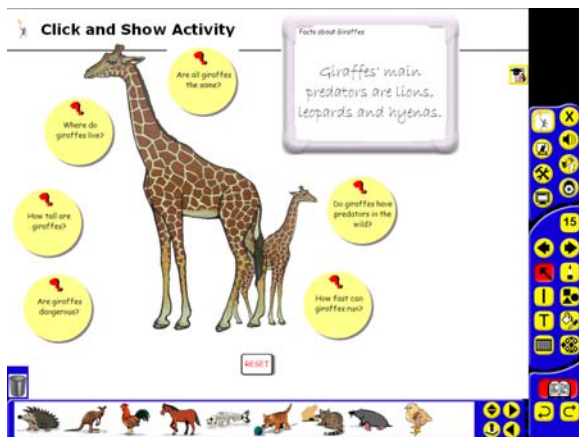 Click and Show Activity
Facts about Giraffes
Giraffes' main
predators are lions,
leopards and hyenas.
Are all giraffes
the same?
Where do
giraffes live?
How tall are
giraffes?
Are giraffes
dangerous?
Do giraffes have
predators in the
wild?
How fast can
giraffes run?
RESET
X
15
T